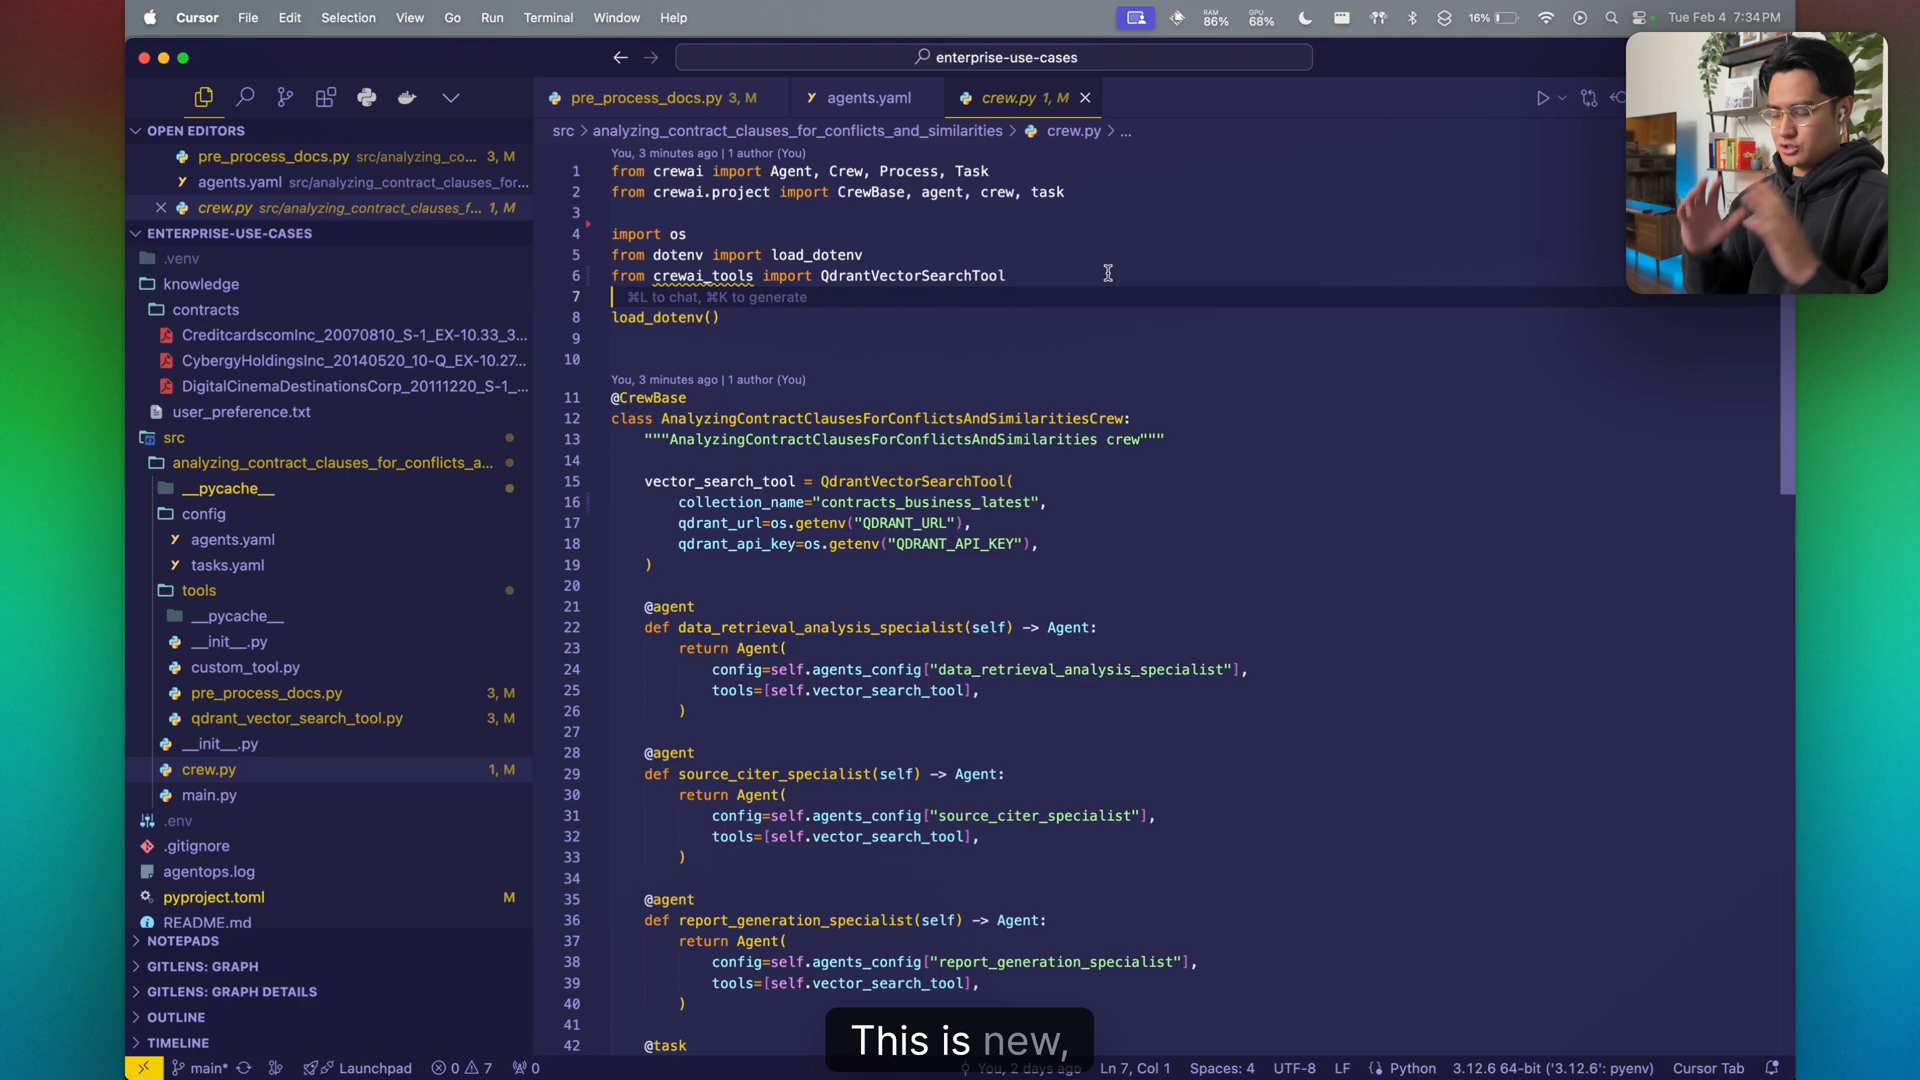 Cursor File Edit Selection View Go Run Terminal Window Help
RAM 86% GPU 68% 16% Tue Feb 4 7:34 PM
enterprise-use-cases
pre_process_docs.py 3, M
agents.yaml
crew.py 1, M
OPEN EDITORS
pre_process_docs.py src/analyzing_co... 3, M
agents.yaml src/analyzing_contract_clauses_for...
crew.py src/analyzing_contract_clauses_f... 1, M
ENTERPRISE-USE-CASES
.venv
knowledge
contracts
CreditcardscomInc_20070810_S-1_EX-10.33_3...
CybergyHoldingsInc_20140520_10-Q_EX-10.27...
DigitalCinemaDestinationsCorp_20111220_S-1_...
user_preference.txt
src
analyzing_contract_clauses_for_conflicts_a...
__pycache__
config
agents.yaml
tasks.yaml
tools
__pycache__
__init__.py
custom_tool.py
pre_process_docs.py 3, M
qdrant_vector_search_tool.py 3, M
__init__.py
crew.py 1, M
main.py
.env
.gitignore
agentops.log
pyproject.toml M
README.md
NOTEPADS
GITLENS: GRAPH
GITLENS: GRAPH DETAILS
OUTLINE
TIMELINE
src > analyzing_contract_clauses_for_conflicts_and_similarities > crew.py > ...
You, 3 minutes ago | 1 author (You)
1 from crewai import Agent, Crew, Process, Task
2 from crewai.project import CrewBase, agent, crew, task
3
4 import os
5 from dotenv import load_dotenv
6 from crewai_tools import QdrantVectorSearchTool
7 ⌘L to chat, ⌘K to generate
8 load_dotenv()
9
10
You, 3 minutes ago | 1 author (You)
11 @CrewBase
12 class AnalyzingContractClausesForConflictsAndSimilaritiesCrew:
13 """AnalyzingContractClausesForConflictsAndSimilarities crew"""
14
15 vector_search_tool = QdrantVectorSearchTool(
16 collection_name="contracts_business_latest",
17 qdrant_url=os.getenv("QDRANT_URL"),
18 qdrant_api_key=os.getenv("QDRANT_API_KEY"),
19 )
20
21 @agent
22 def data_retrieval_analysis_specialist(self) -> Agent:
23 return Agent(
24 config=self.agents_config["data_retrieval_analysis_specialist"],
25 tools=[self.vector_search_tool],
26 )
27
28 @agent
29 def source_citer_specialist(self) -> Agent:
30 return Agent(
31 config=self.agents_config["source_citer_specialist"],
32 tools=[self.vector_search_tool],
33 )
34
35 @agent
36 def report_generation_specialist(self) -> Agent:
37 return Agent(
38 config=self.agents_config["report_generation_specialist"],
39 tools=[self.vector_search_tool],
40 )
41
42 @task
This is new,
main* Launchpad 0 7 0 You, 2 days ago Ln 7, Col 1 Spaces: 4 UTF-8 LF Python 3.12.6 64-bit ('3.12.6': pyenv) Cursor Tab